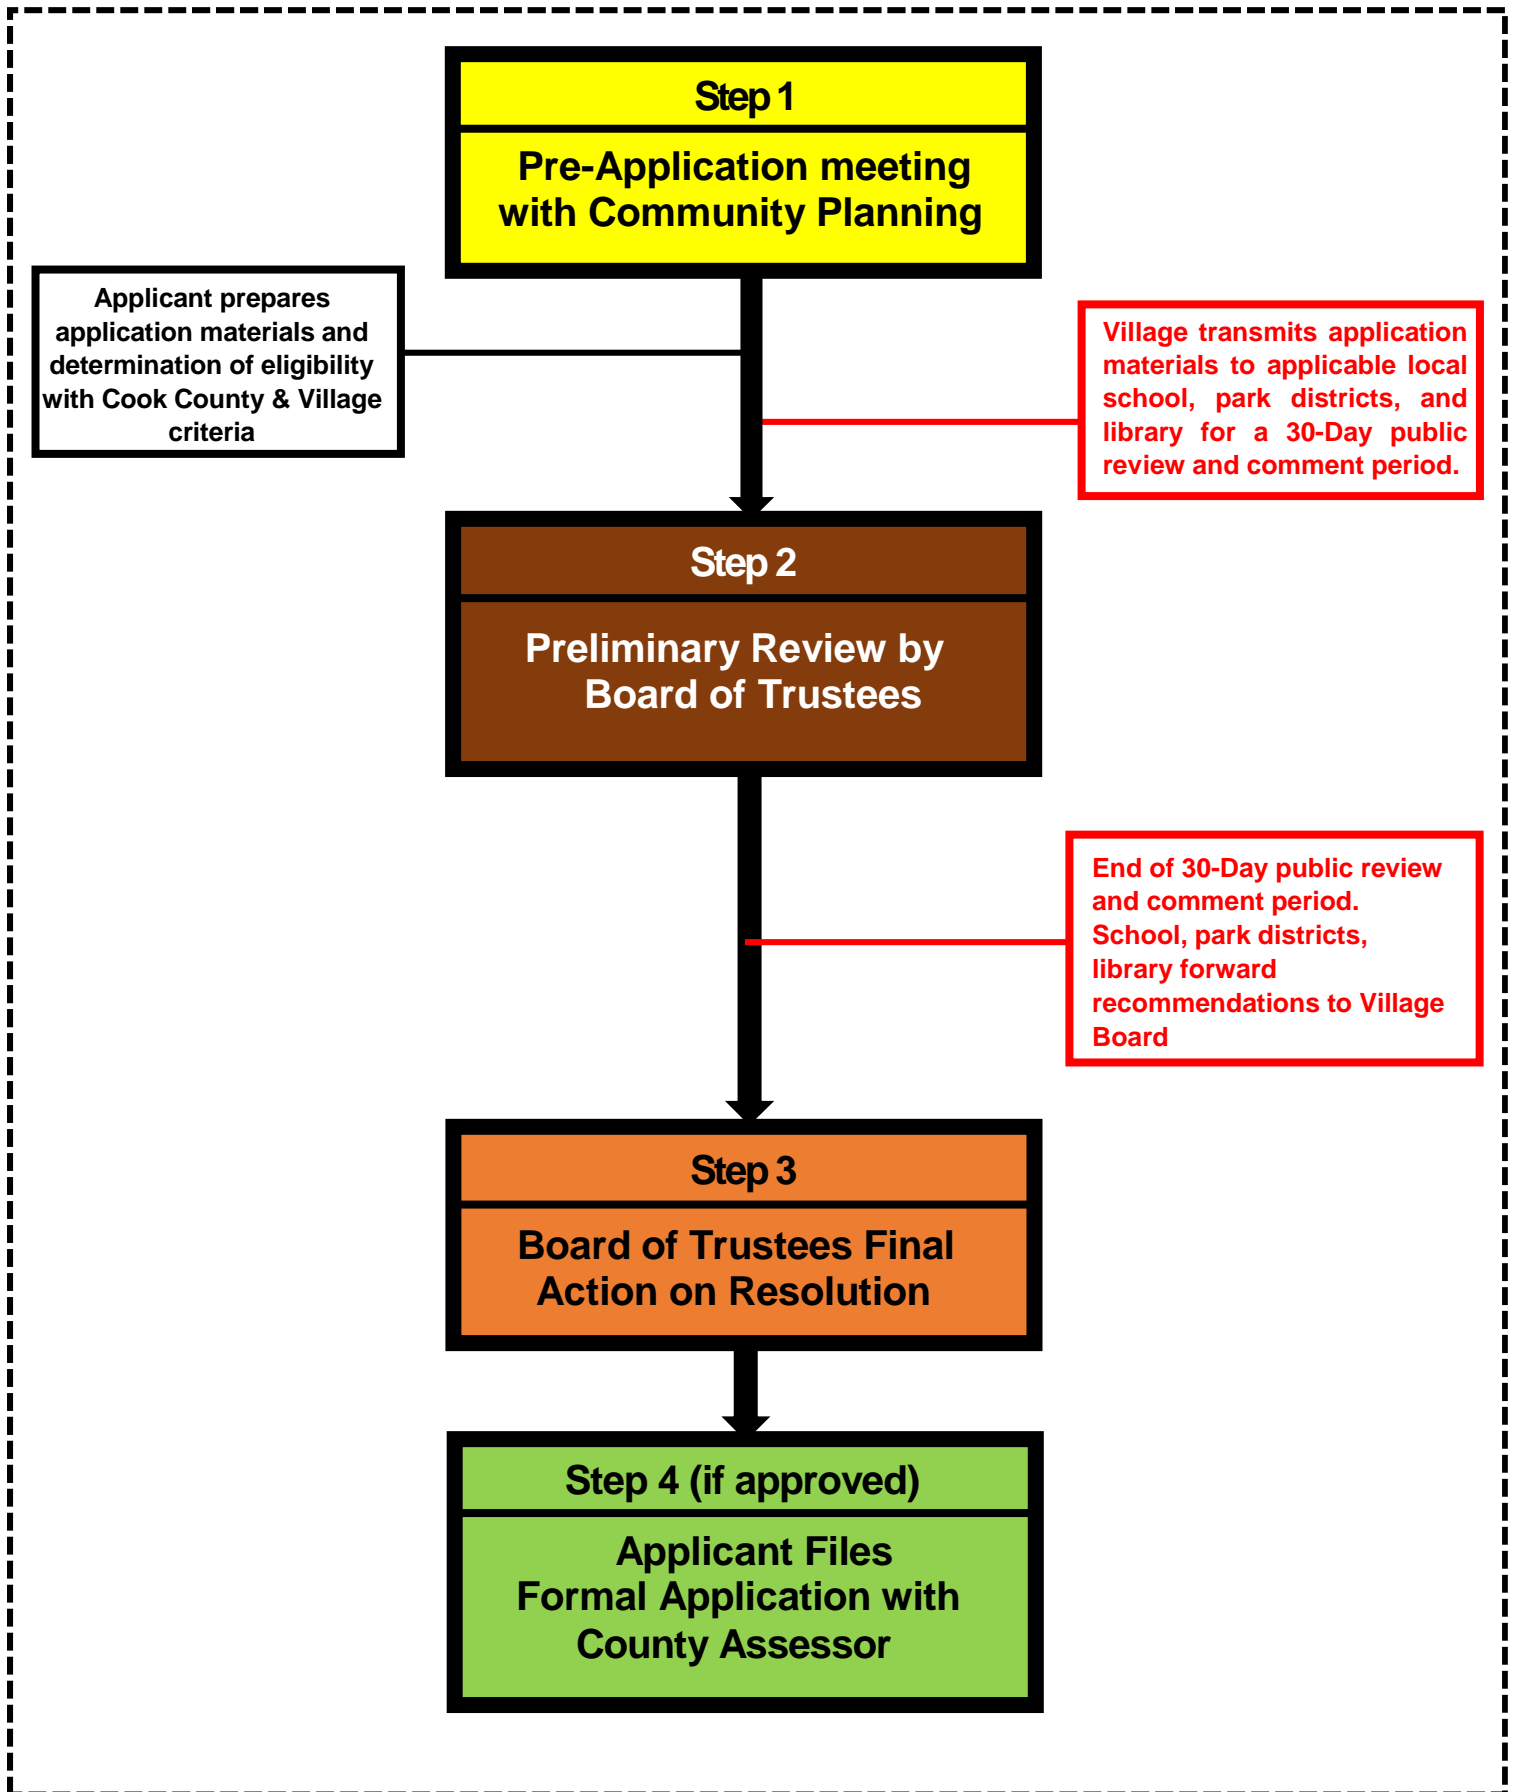 Step 1
Pre-Application meeting
with Community Planning
Applicant prepares
application materials and
determination of eligibility
with Cook County & Village
criteria
Village transmits application
materials to applicable local
school, park districts, and
library for a 30-Day public
review and comment period.
Step 2
Preliminary Review by
Board of Trustees
End of 30-Day public review
and comment period.
School, park districts,
library forward
recommendations to Village
Board
Step 3
Board of Trustees Final
Action on Resolution
Step 4 (if approved)
Applicant Files
Formal Application with
County Assessor